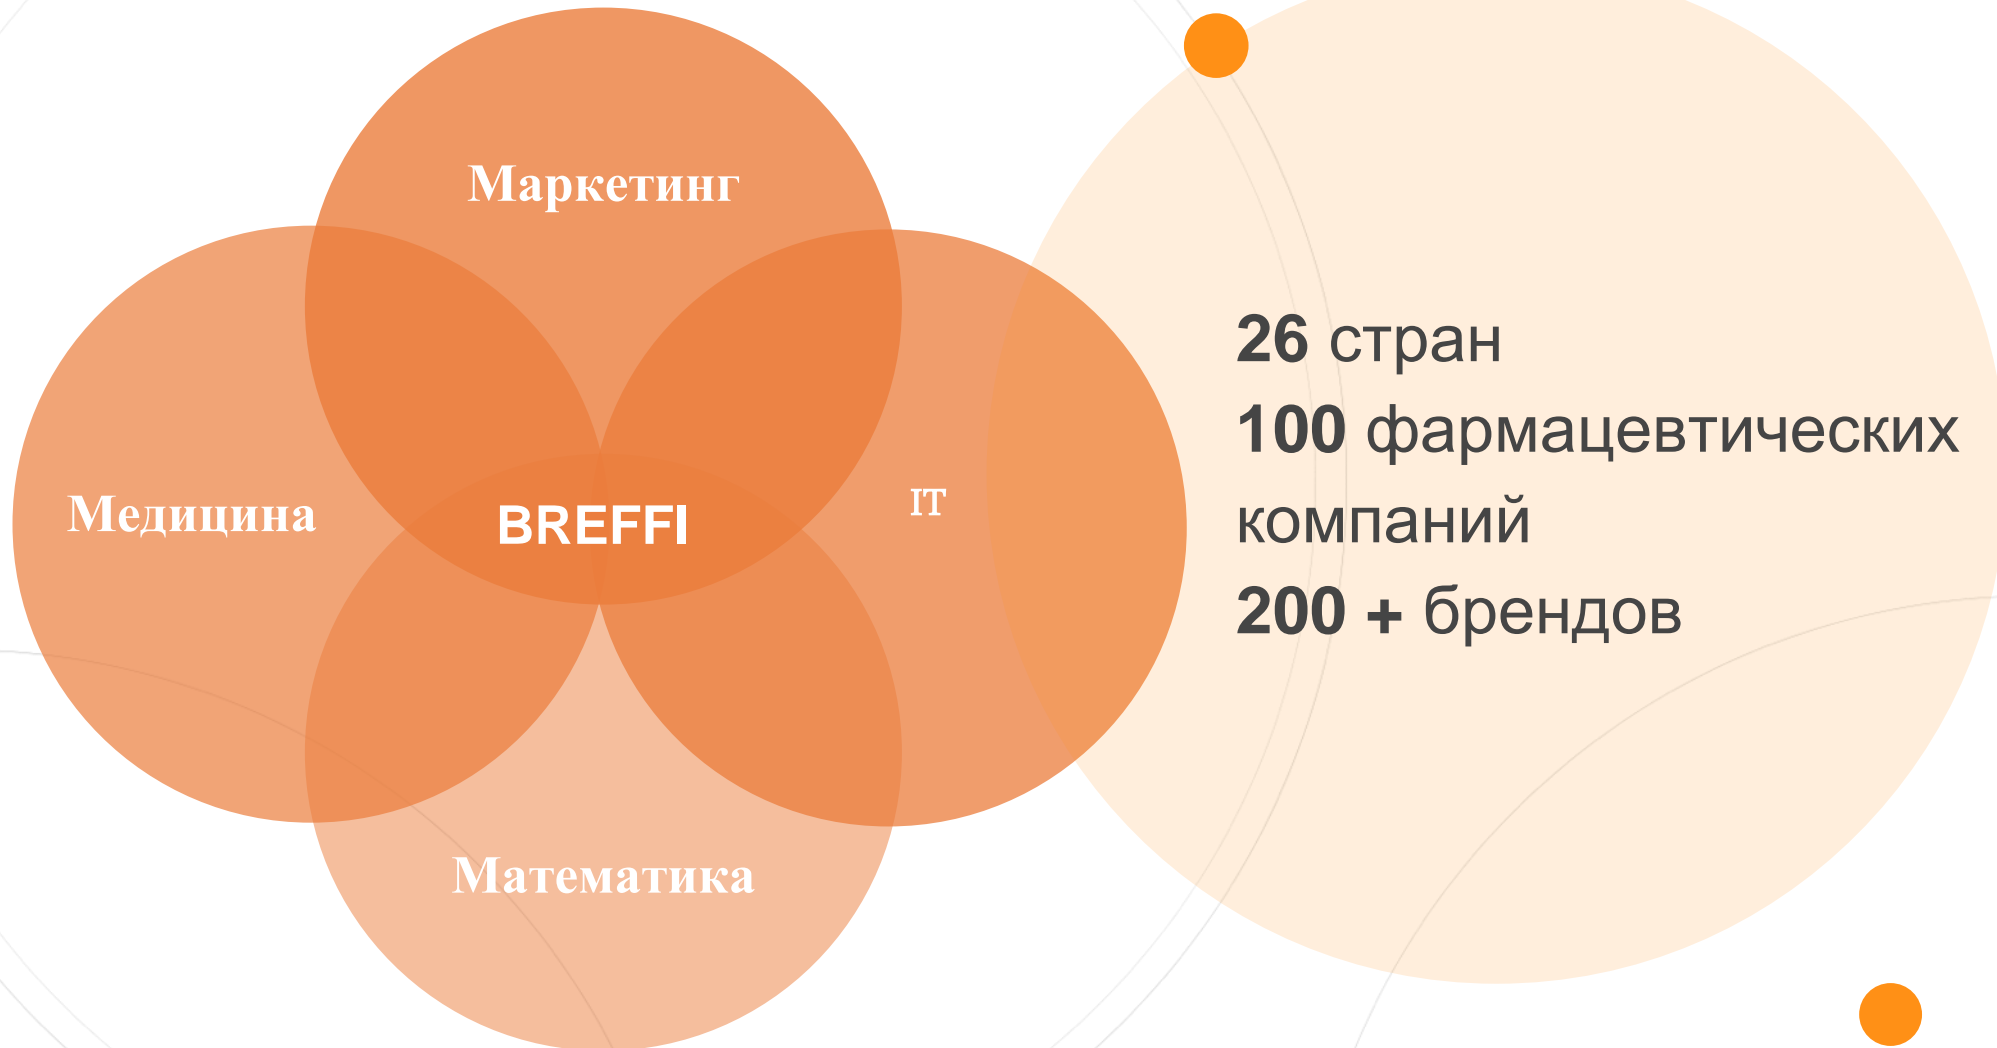 Маркетинг
Медицина
BREFFI
IT
Математика
26 стран
100 фармацевтических
компаний
200 + брендов